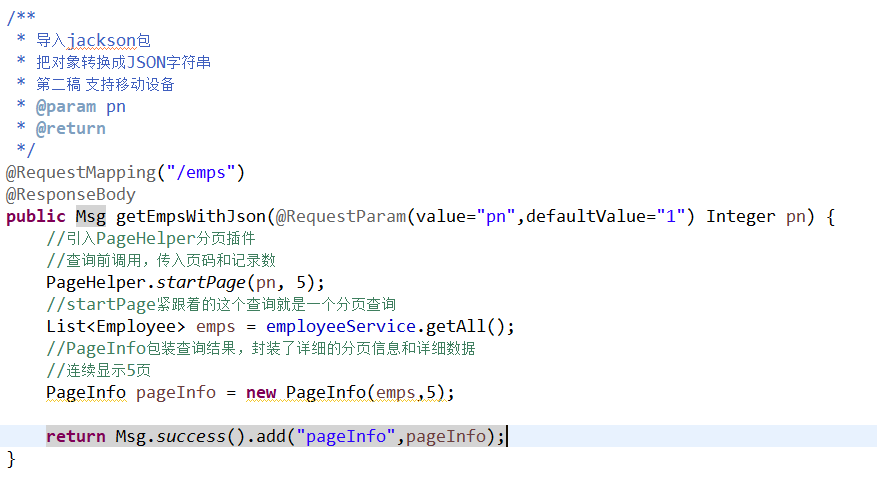 /**
 * 导入jackson包
 * 把对象转换成JSON字符串
 * 第二稿 支持移动设备
 * @param pn
 * @return
 */
@RequestMapping("/emps")
@ResponseBody
public Msg getEmpsWithJson(@RequestParam(value="pn",defaultValue="1") Integer pn) {
    //引入PageHelper分页插件
    //查询前调用，传入页码和记录数
    PageHelper.startPage(pn, 5);
    //startPage紧跟着的这个查询就是一个分页查询
    List<Employee> emps = employeeService.getAll();
    //PageInfo包装查询结果，封装了详细的分页信息和详细数据
    //连续显示5页
    PageInfo pageInfo = new PageInfo(emps,5);
    return Msg.success().add("pageInfo",pageInfo);
}